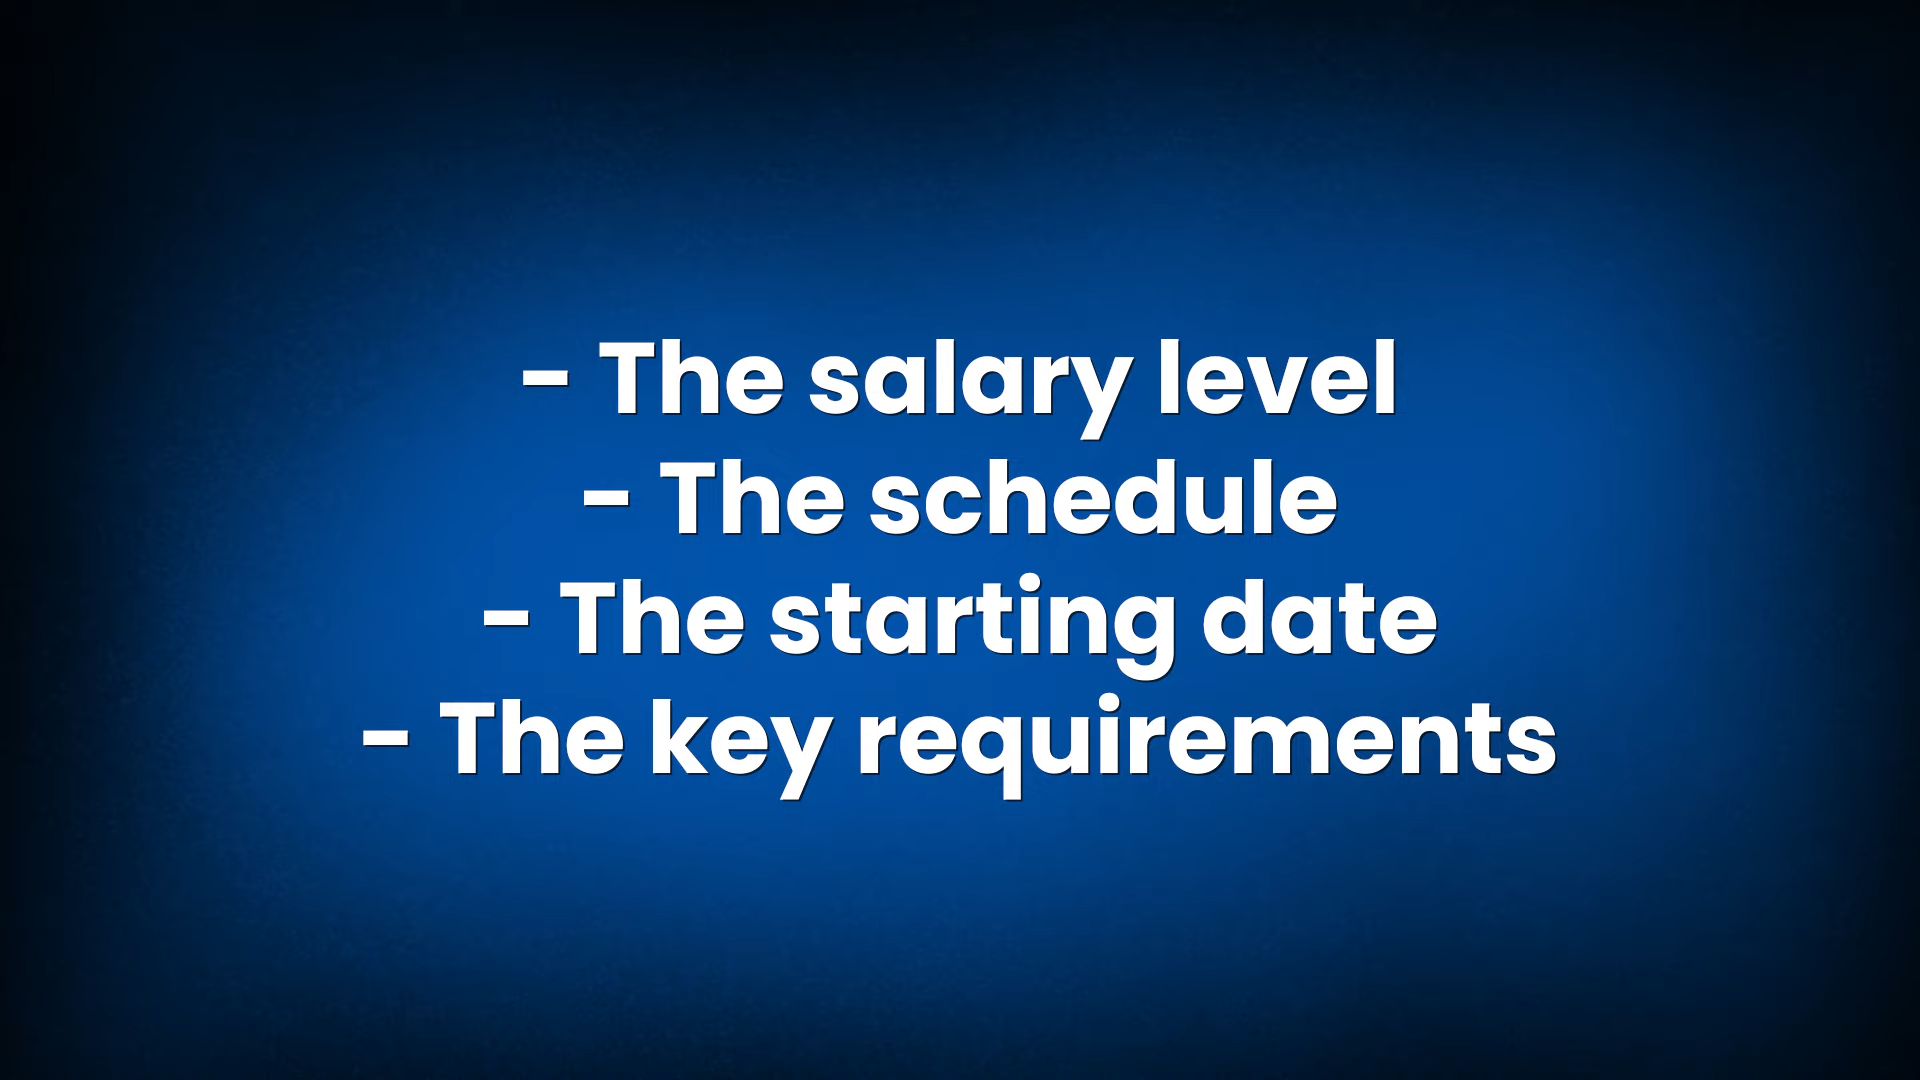 - The salary level
- The schedule
- The starting date
- The key requirements